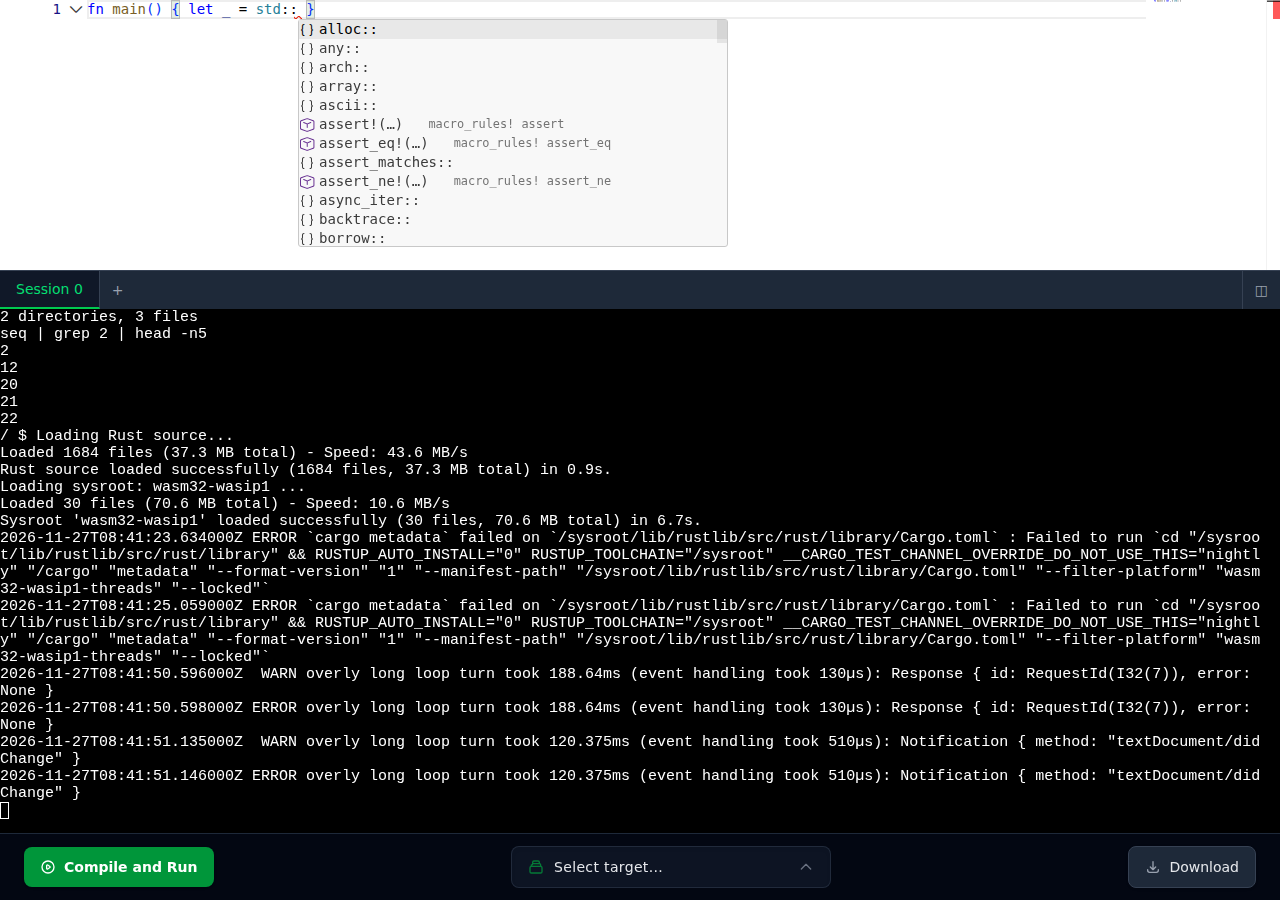 1 fn main() { let _ = std:: }
{} alloc::
{} any::
{} arch::
{} array::
{} ascii::
assert!(…) macro_rules! assert
assert_eq!(…) macro_rules! assert_eq
{} assert_matches::
assert_ne!(…) macro_rules! assert_ne
{} async_iter::
{} backtrace::
{} borrow::
Session 0 +
2 directories, 3 files
seq | grep 2 | head -n5
2
12
20
21
22
/ $ Loading Rust source...
Loaded 1684 files (37.3 MB total) - Speed: 43.6 MB/s
Rust source loaded successfully (1684 files, 37.3 MB total) in 0.9s.
Loading sysroot: wasm32-wasip1 ...
Loaded 30 files (70.6 MB total) - Speed: 10.6 MB/s
Sysroot 'wasm32-wasip1' loaded successfully (30 files, 70.6 MB total) in 6.7s.
2026-11-27T08:41:23.634000Z ERROR `cargo metadata` failed on `/sysroot/lib/rustlib/src/rust/library/Cargo.toml` : Failed to run `cd "/sysroo
t/lib/rustlib/src/rust/library" && RUSTUP_AUTO_INSTALL="0" RUSTUP_TOOLCHAIN="/sysroot" __CARGO_TEST_CHANNEL_OVERRIDE_DO_NOT_USE_THIS="nightl
y" "/cargo" "metadata" "--format-version" "1" "--manifest-path" "/sysroot/lib/rustlib/src/rust/library/Cargo.toml" "--filter-platform" "wasm
32-wasip1-threads" "--locked"`
2026-11-27T08:41:25.059000Z ERROR `cargo metadata` failed on `/sysroot/lib/rustlib/src/rust/library/Cargo.toml` : Failed to run `cd "/sysroo
t/lib/rustlib/src/rust/library" && RUSTUP_AUTO_INSTALL="0" RUSTUP_TOOLCHAIN="/sysroot" __CARGO_TEST_CHANNEL_OVERRIDE_DO_NOT_USE_THIS="nightl
y" "/cargo" "metadata" "--format-version" "1" "--manifest-path" "/sysroot/lib/rustlib/src/rust/library/Cargo.toml" "--filter-platform" "wasm
32-wasip1-threads" "--locked"`
2026-11-27T08:41:50.596000Z  WARN overly long loop turn took 188.64ms (event handling took 130µs): Response { id: RequestId(I32(7)), error:
None }
2026-11-27T08:41:50.598000Z ERROR overly long loop turn took 188.64ms (event handling took 130µs): Response { id: RequestId(I32(7)), error:
None }
2026-11-27T08:41:51.135000Z  WARN overly long loop turn took 120.375ms (event handling took 510µs): Notification { method: "textDocument/did
Change" }
2026-11-27T08:41:51.146000Z ERROR overly long loop turn took 120.375ms (event handling took 510µs): Notification { method: "textDocument/did
Change" }
Compile and Run
Select target...
Download